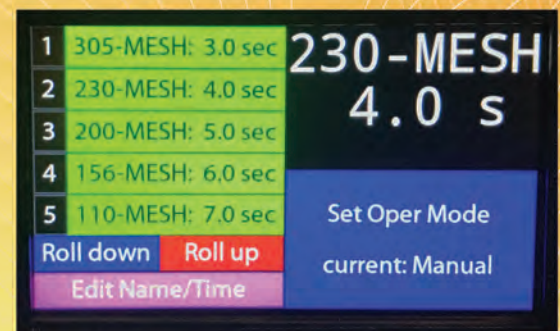 1 305-MESH: 3.0 sec
2 230-MESH: 4.0 sec
3 200-MESH: 5.0 sec
4 156-MESH: 6.0 sec
5 110-MESH: 7.0 sec
Roll down Roll up
Edit Name/Time
230-MESH
4.0 s
Set Oper Mode
current: Manual